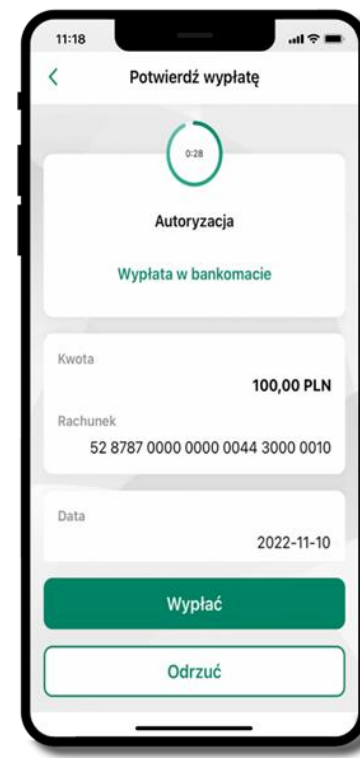 11:18
Potwierdź wypłatę
0:28
Autoryzacja
Wypłata w bankomacie
Kwota
100,00 PLN
Rachunek
52 8787 0000 0000 0044 3000 0010
Data
2022-11-10
Wypłać
Odrzuć